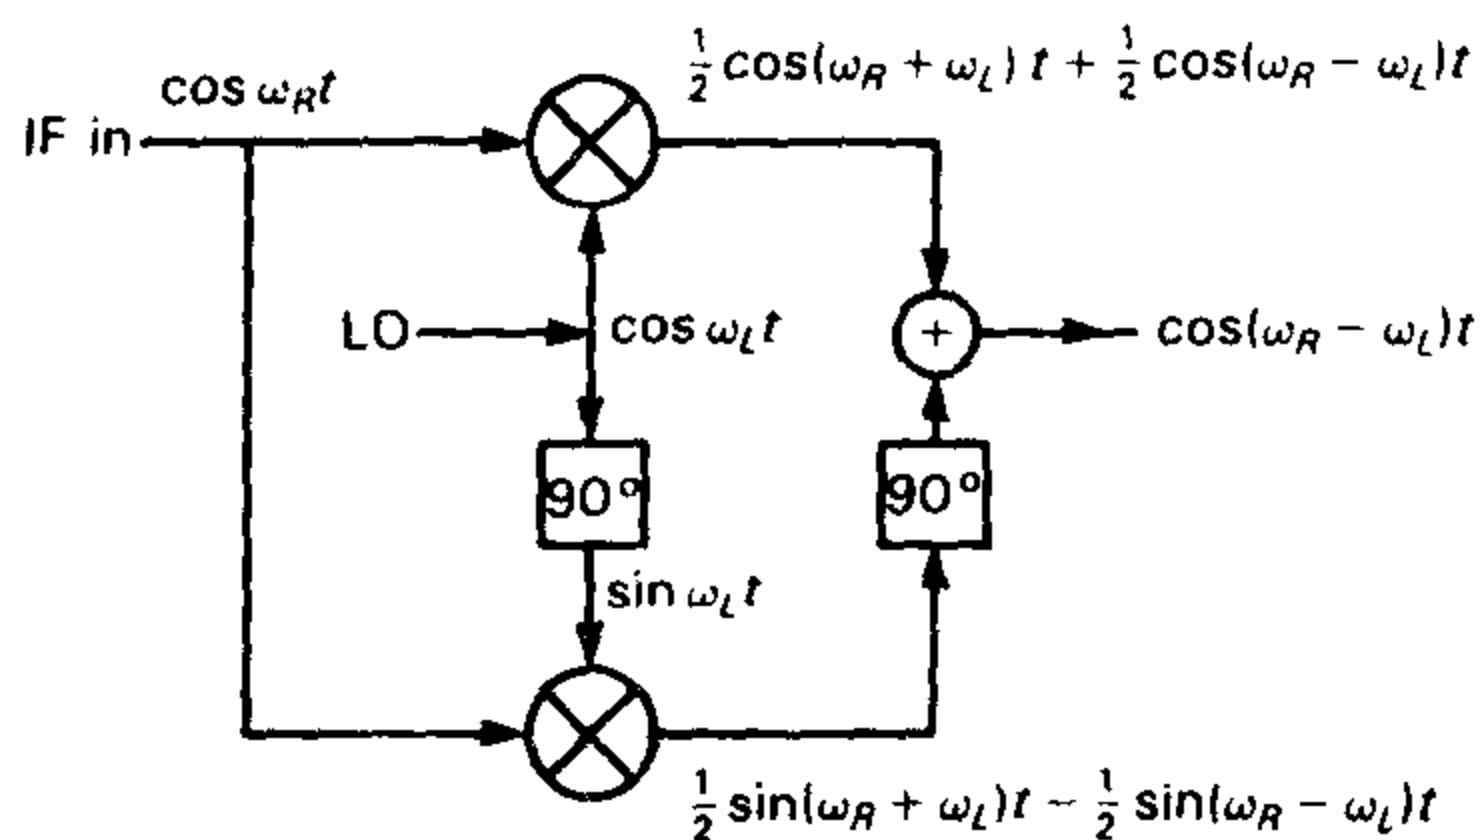 ½ cos(ω_R + ω_L) t + ½ cos(ω_R − ω_L)t
cos ω_R t
IF in
LO
cos ω_L t
+
cos(ω_R − ω_L)t
90°
90°
sin ω_L t
½ sin(ω_R + ω_L)t − ½ sin(ω_R − ω_L)t